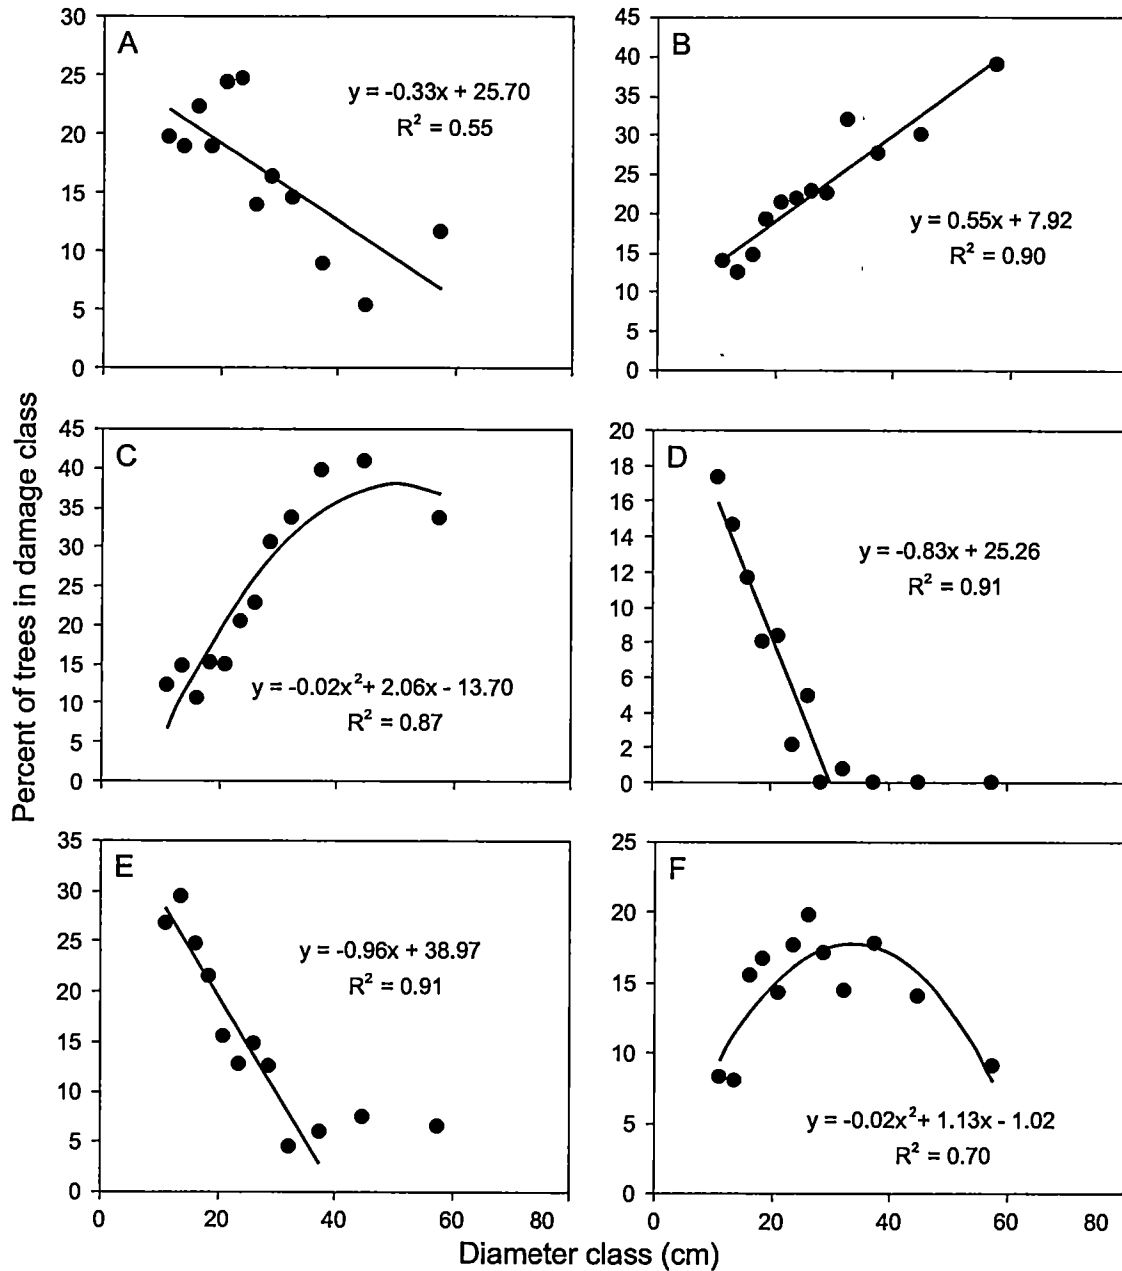 A
30
25
20
15
10
5
0
y = -0.33x + 25.70
R² = 0.55
B
45
40
35
30
25
20
15
10
5
0
y = 0.55x + 7.92
R² = 0.90
C
45
40
35
30
25
20
15
10
5
0
y = -0.02x²+ 2.06x - 13.70
R² = 0.87
D
20
18
16
14
12
10
8
6
4
2
0
y = -0.83x + 25.26
R² = 0.91
E
35
30
25
20
15
10
5
0
y = -0.96x + 38.97
R² = 0.91
0 20 40 60 80
F
25
20
15
10
5
0
y = -0.02x²+ 1.13x - 1.02
R² = 0.70
0 20 40 60 80
Percent of trees in damage class
Diameter class (cm)